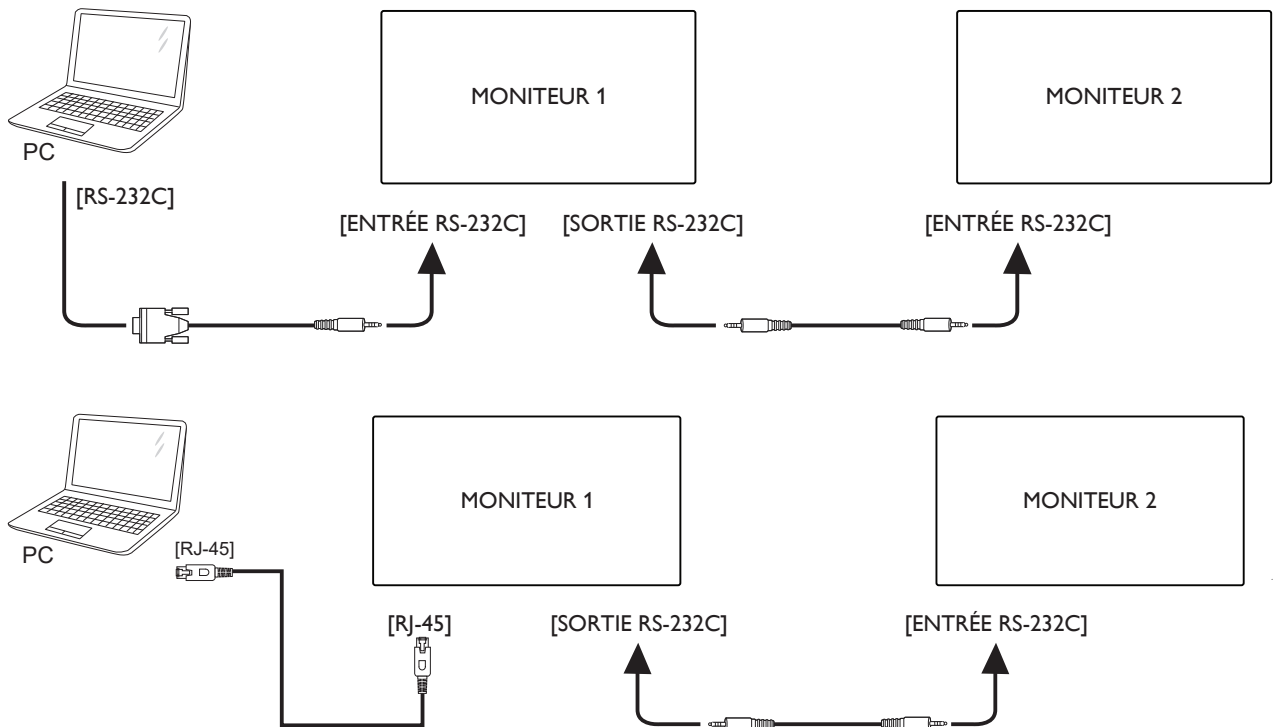 MONITEUR 1
MONITEUR 2
PC
[RS-232C]
[ENTRÉE RS-232C]
[SORTIE RS-232C]
[ENTRÉE RS-232C]
MONITEUR 1
MONITEUR 2
PC
[RJ-45]
[RJ-45]
[SORTIE RS-232C]
[ENTRÉE RS-232C]